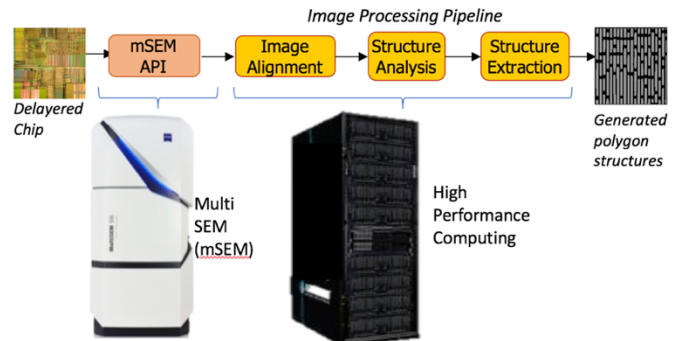 Image Processing Pipeline
mSEM
API
Image
Alignment
Structure
Analysis
Structure
Extraction
Delayered
Chip
Generated
polygon
structures
Multi
SEM
(mSEM)
High
Performance
Computing